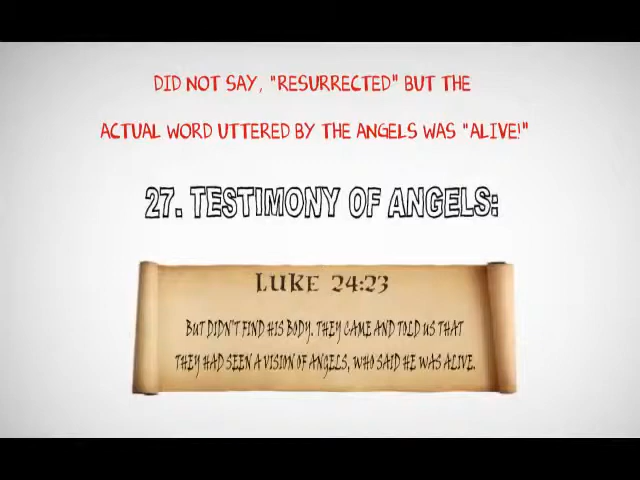 DID NOT SAY, "RESURRECTED" BUT THE
ACTUAL WORD UTTERED BY THE ANGELS WAS "ALIVE!"
27. TESTIMONY OF ANGELS:
LUKE 24:23
BUT DIDN'T FIND HIS BODY. THEY CAME AND TOLD US THAT
THEY HAD SEEN A VISION OF ANGELS, WHO SAID HE WAS ALIVE.